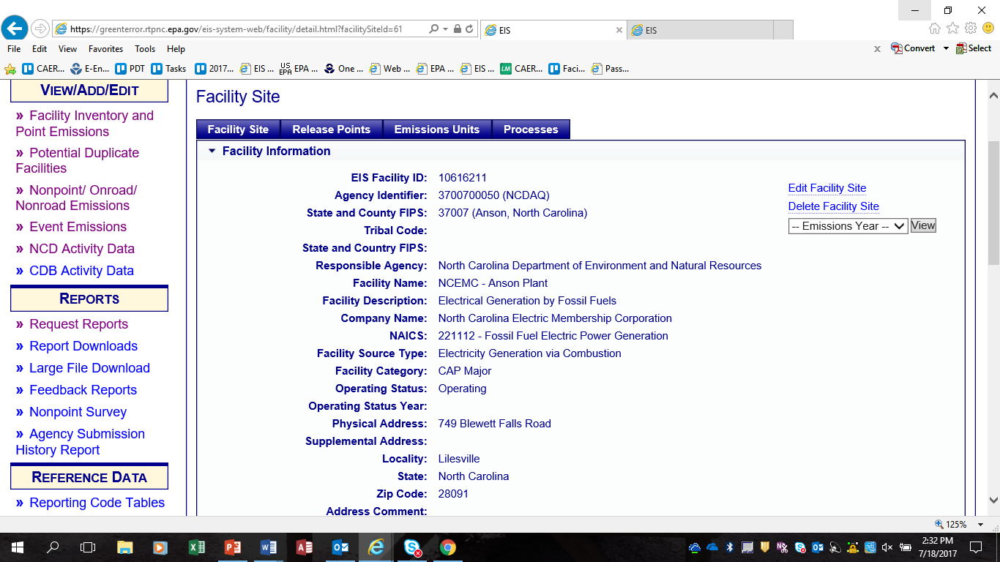 https://greenterror.rtpnc.epa.gov/eis-system-web/facility/detail.html?facilitySiteId=61
EIS
EIS
File Edit View Favorites Tools Help
Convert Select
CAER... E-En... PDT Tasks 2017... EIS ... US EPA EPA ... One ... Web ... EPA ... EIS ... LM CAER... Faci... Pass...
VIEW/ADD/EDIT
» Facility Inventory and
Point Emissions
» Potential Duplicate
Facilities
» Nonpoint/ Onroad/
Nonroad Emissions
» Event Emissions
» NCD Activity Data
» CDB Activity Data
REPORTS
» Request Reports
» Report Downloads
» Large File Download
» Feedback Reports
» Nonpoint Survey
» Agency Submission
History Report
REFERENCE DATA
» Reporting Code Tables
Facility Site
Facility Site Release Points Emissions Units Processes
Facility Information
EIS Facility ID: 10616211
Agency Identifier: 3700700050 (NCDAQ)
State and County FIPS: 37007 (Anson, North Carolina)
Tribal Code:
State and Country FIPS:
Responsible Agency: North Carolina Department of Environment and Natural Resources
Facility Name: NCEMC - Anson Plant
Facility Description: Electrical Generation by Fossil Fuels
Company Name: North Carolina Electric Membership Corporation
NAICS: 221112 - Fossil Fuel Electric Power Generation
Facility Source Type: Electricity Generation via Combustion
Facility Category: CAP Major
Operating Status: Operating
Operating Status Year:
Physical Address: 749 Blewett Falls Road
Supplemental Address:
Locality: Lilesville
State: North Carolina
Zip Code: 28091
Address Comment:
Edit Facility Site
Delete Facility Site
-- Emissions Year -- View
125%
2:32 PM
7/18/2017